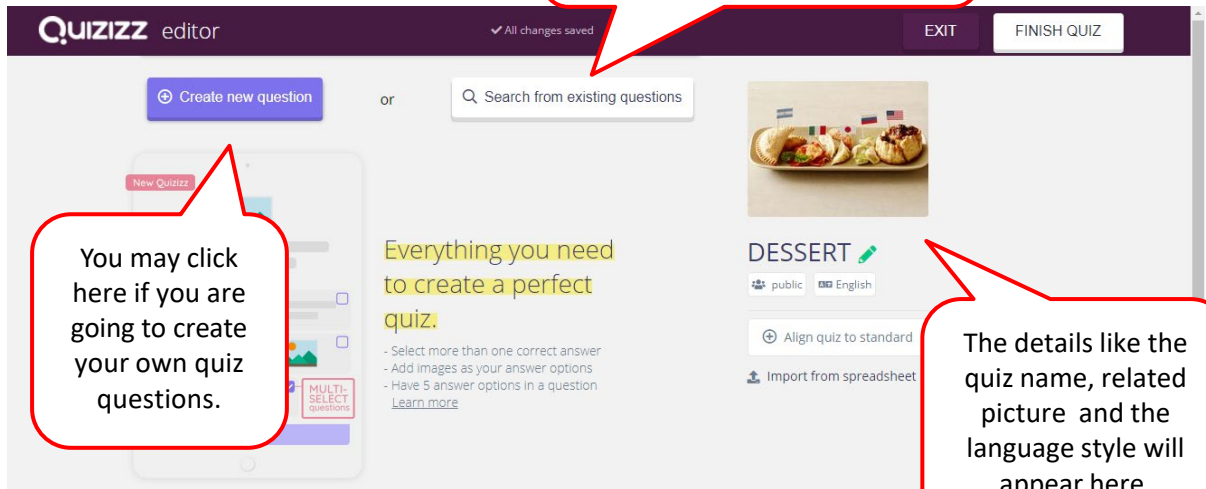 Quizizz editor
All changes saved
EXIT
FINISH QUIZ
Create new question
or
Search from existing questions
New Quizizz
You may click
here if you are
going to create
your own quiz
questions.
MULTI-
SELECT
questions
Everything you need
to create a perfect
quiz.
- Select more than one correct answer
- Add images as your answer options
- Have 5 answer options in a question
Learn more
DESSERT
public
English
Align quiz to standard
Import from spreadsheet
The details like the
quiz name, related
picture and the
language style will
appear here